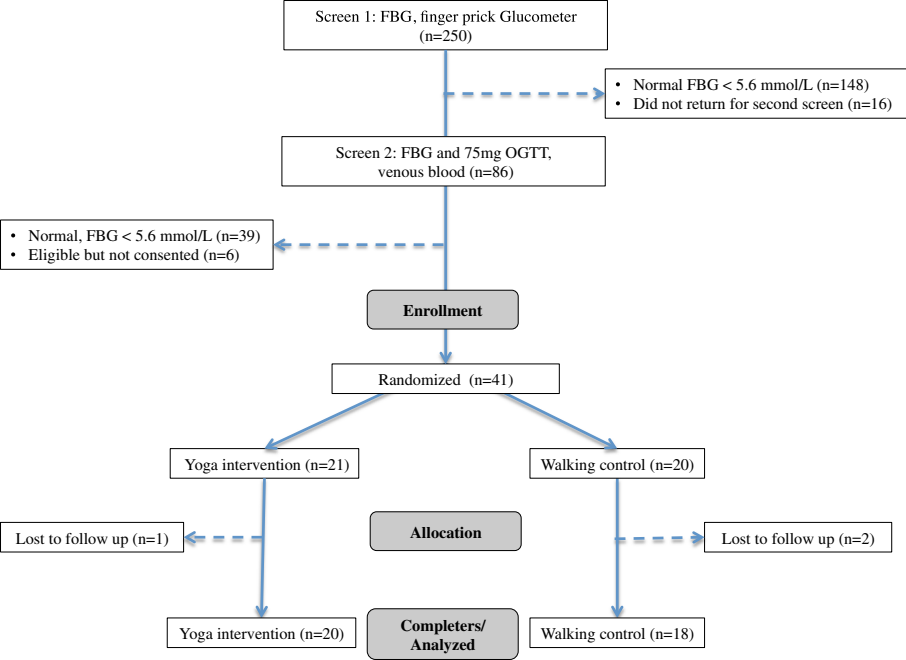 Screen 1: FBG, finger prick Glucometer
(n=250)
• Normal FBG < 5.6 mmol/L (n=148)
• Did not return for second screen (n=16)
Screen 2: FBG and 75mg OGTT,
venous blood (n=86)
• Normal, FBG < 5.6 mmol/L (n=39)
• Eligible but not consented (n=6)
Enrollment
Randomized (n=41)
Yoga intervention (n=21)
Walking control (n=20)
Allocation
Lost to follow up (n=1)
Lost to follow up (n=2)
Yoga intervention (n=20)
Completers/
Analyzed
Walking control (n=18)